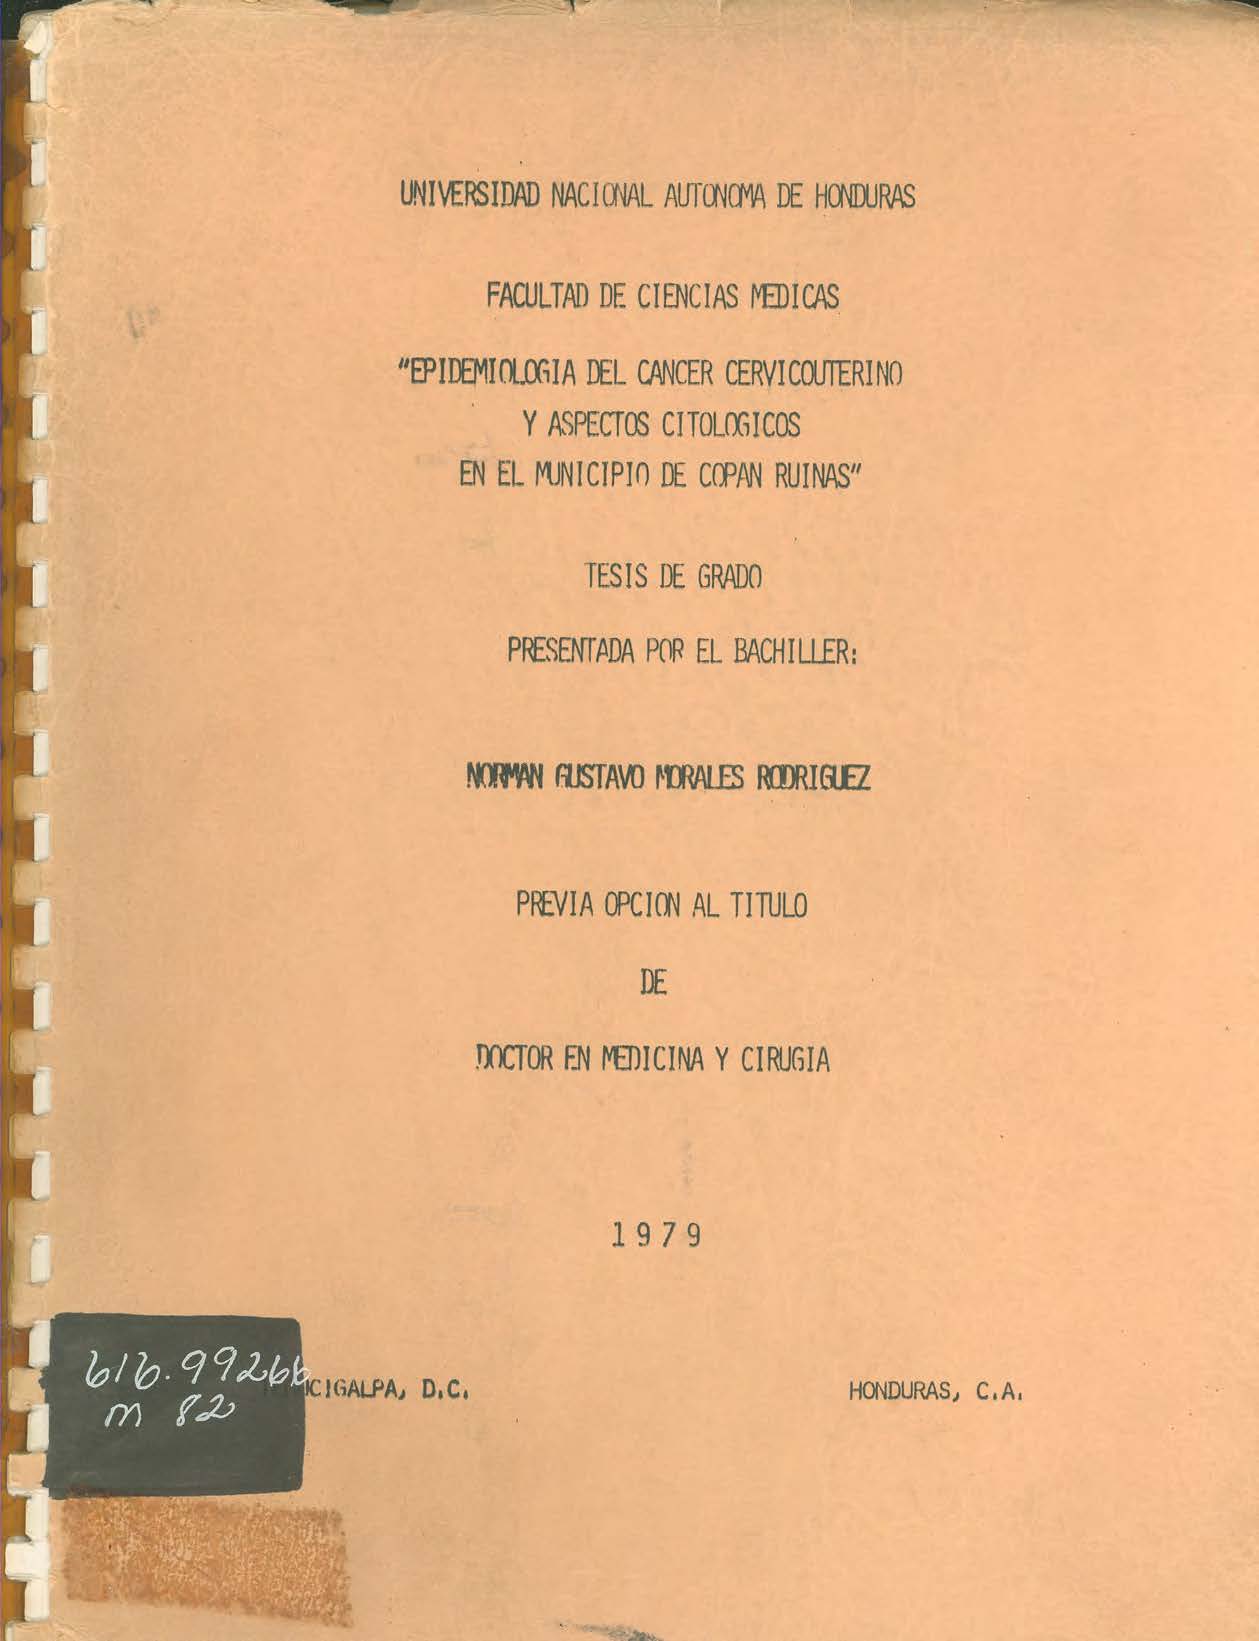 UNIVERSIDAD NACIONAL AUTONOMA DE HONDURAS
FACULTAD DE CIENCIAS MEDICAS
"EPIDEMIOLOGIA DEL CANCER CERVICOUTERINO
Y ASPECTOS CITOLOGICOS
EN EL MUNICIPIO DE COPAN RUINAS"
TESIS DE GRADO
PRESENTADA POR EL BACHILLER:
NORMAN GUSTAVO MORALES RODRIGUEZ
PREVIA OPCION AL TITULO
DE
DOCTOR EN MEDICINA Y CIRUGIA
1979
616.99266
M 82
CIGALPA, D.C. HONDURAS, C.A.